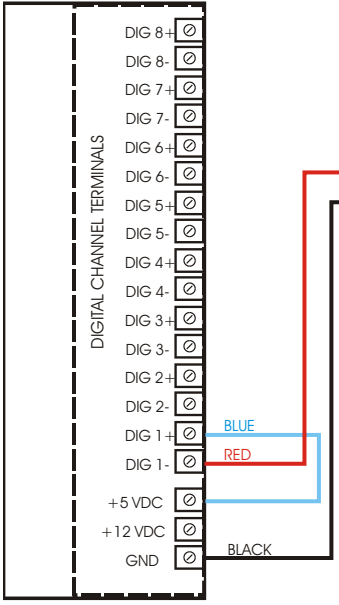 DIG 8+
DIG 8-
DIG 7+
DIG 7-
DIG 6+
DIG 6-
DIG 5+
DIG 5-
DIG 4+
DIG 4-
DIG 3+
DIG 3-
DIG 2+
DIG 2-
DIG 1+
DIG 1-
+5 VDC
+12 VDC
GND
DIGITAL CHANNEL TERMINALS
BLUE
RED
BLACK